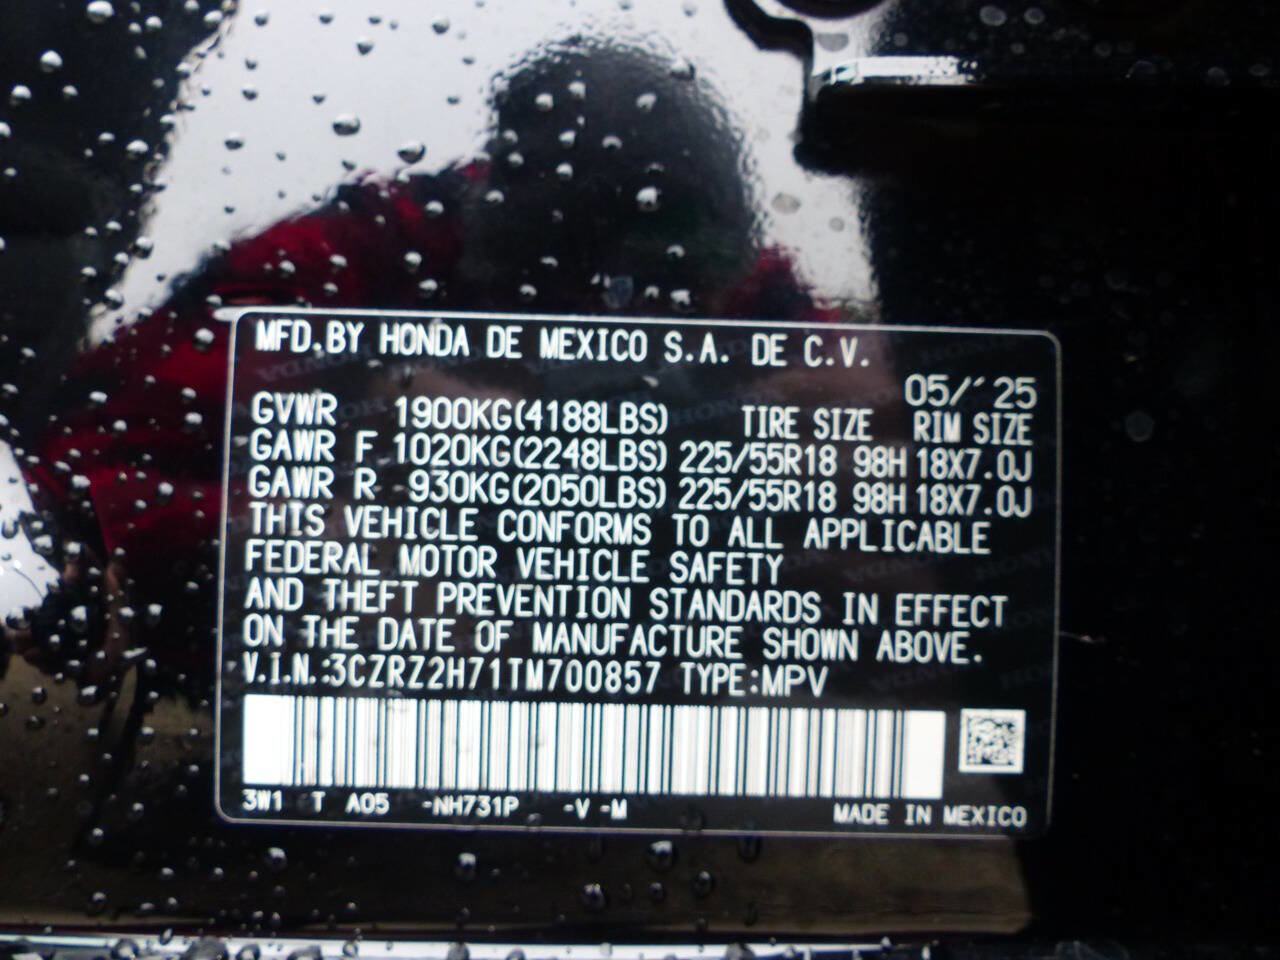 MFD.BY HONDA DE MEXICO S.A. DE C.V.
05/'25
GVWR 1900KG(4188LBS) TIRE SIZE RIM SIZE
GAWR F 1020KG(2248LBS) 225/55R18 98H 18X7.0J
GAWR R 930KG(2050LBS) 225/55R18 98H 18X7.0J
THIS VEHICLE CONFORMS TO ALL APPLICABLE
FEDERAL MOTOR VEHICLE SAFETY
AND THEFT PREVENTION STANDARDS IN EFFECT
ON THE DATE OF MANUFACTURE SHOWN ABOVE.
V.I.N.:3CZRZ2H71TM700857 TYPE:MPV
3W1 T A05 -NH731P -V -M MADE IN MEXICO